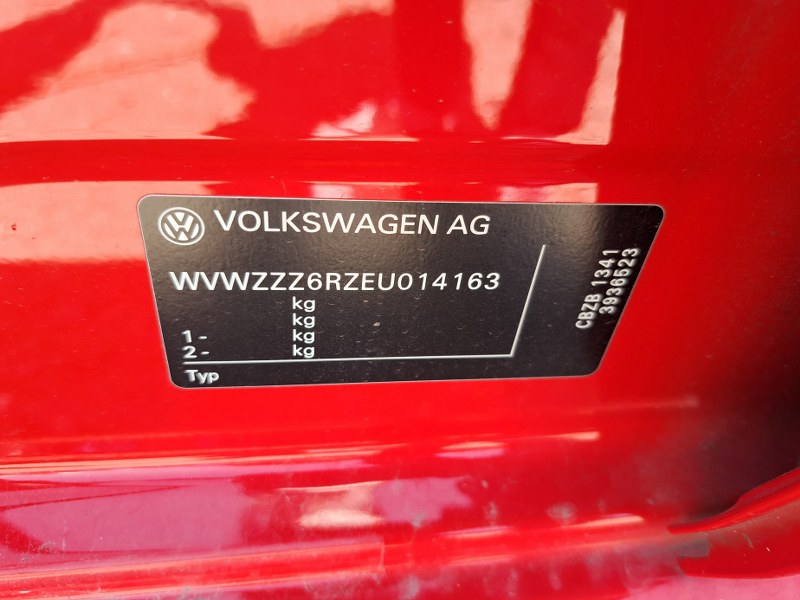 VOLKSWAGEN AG
WVWZZZ6RZEU014163
kg
kg
1- kg
2- kg
Typ
CBZB 1341
3936523